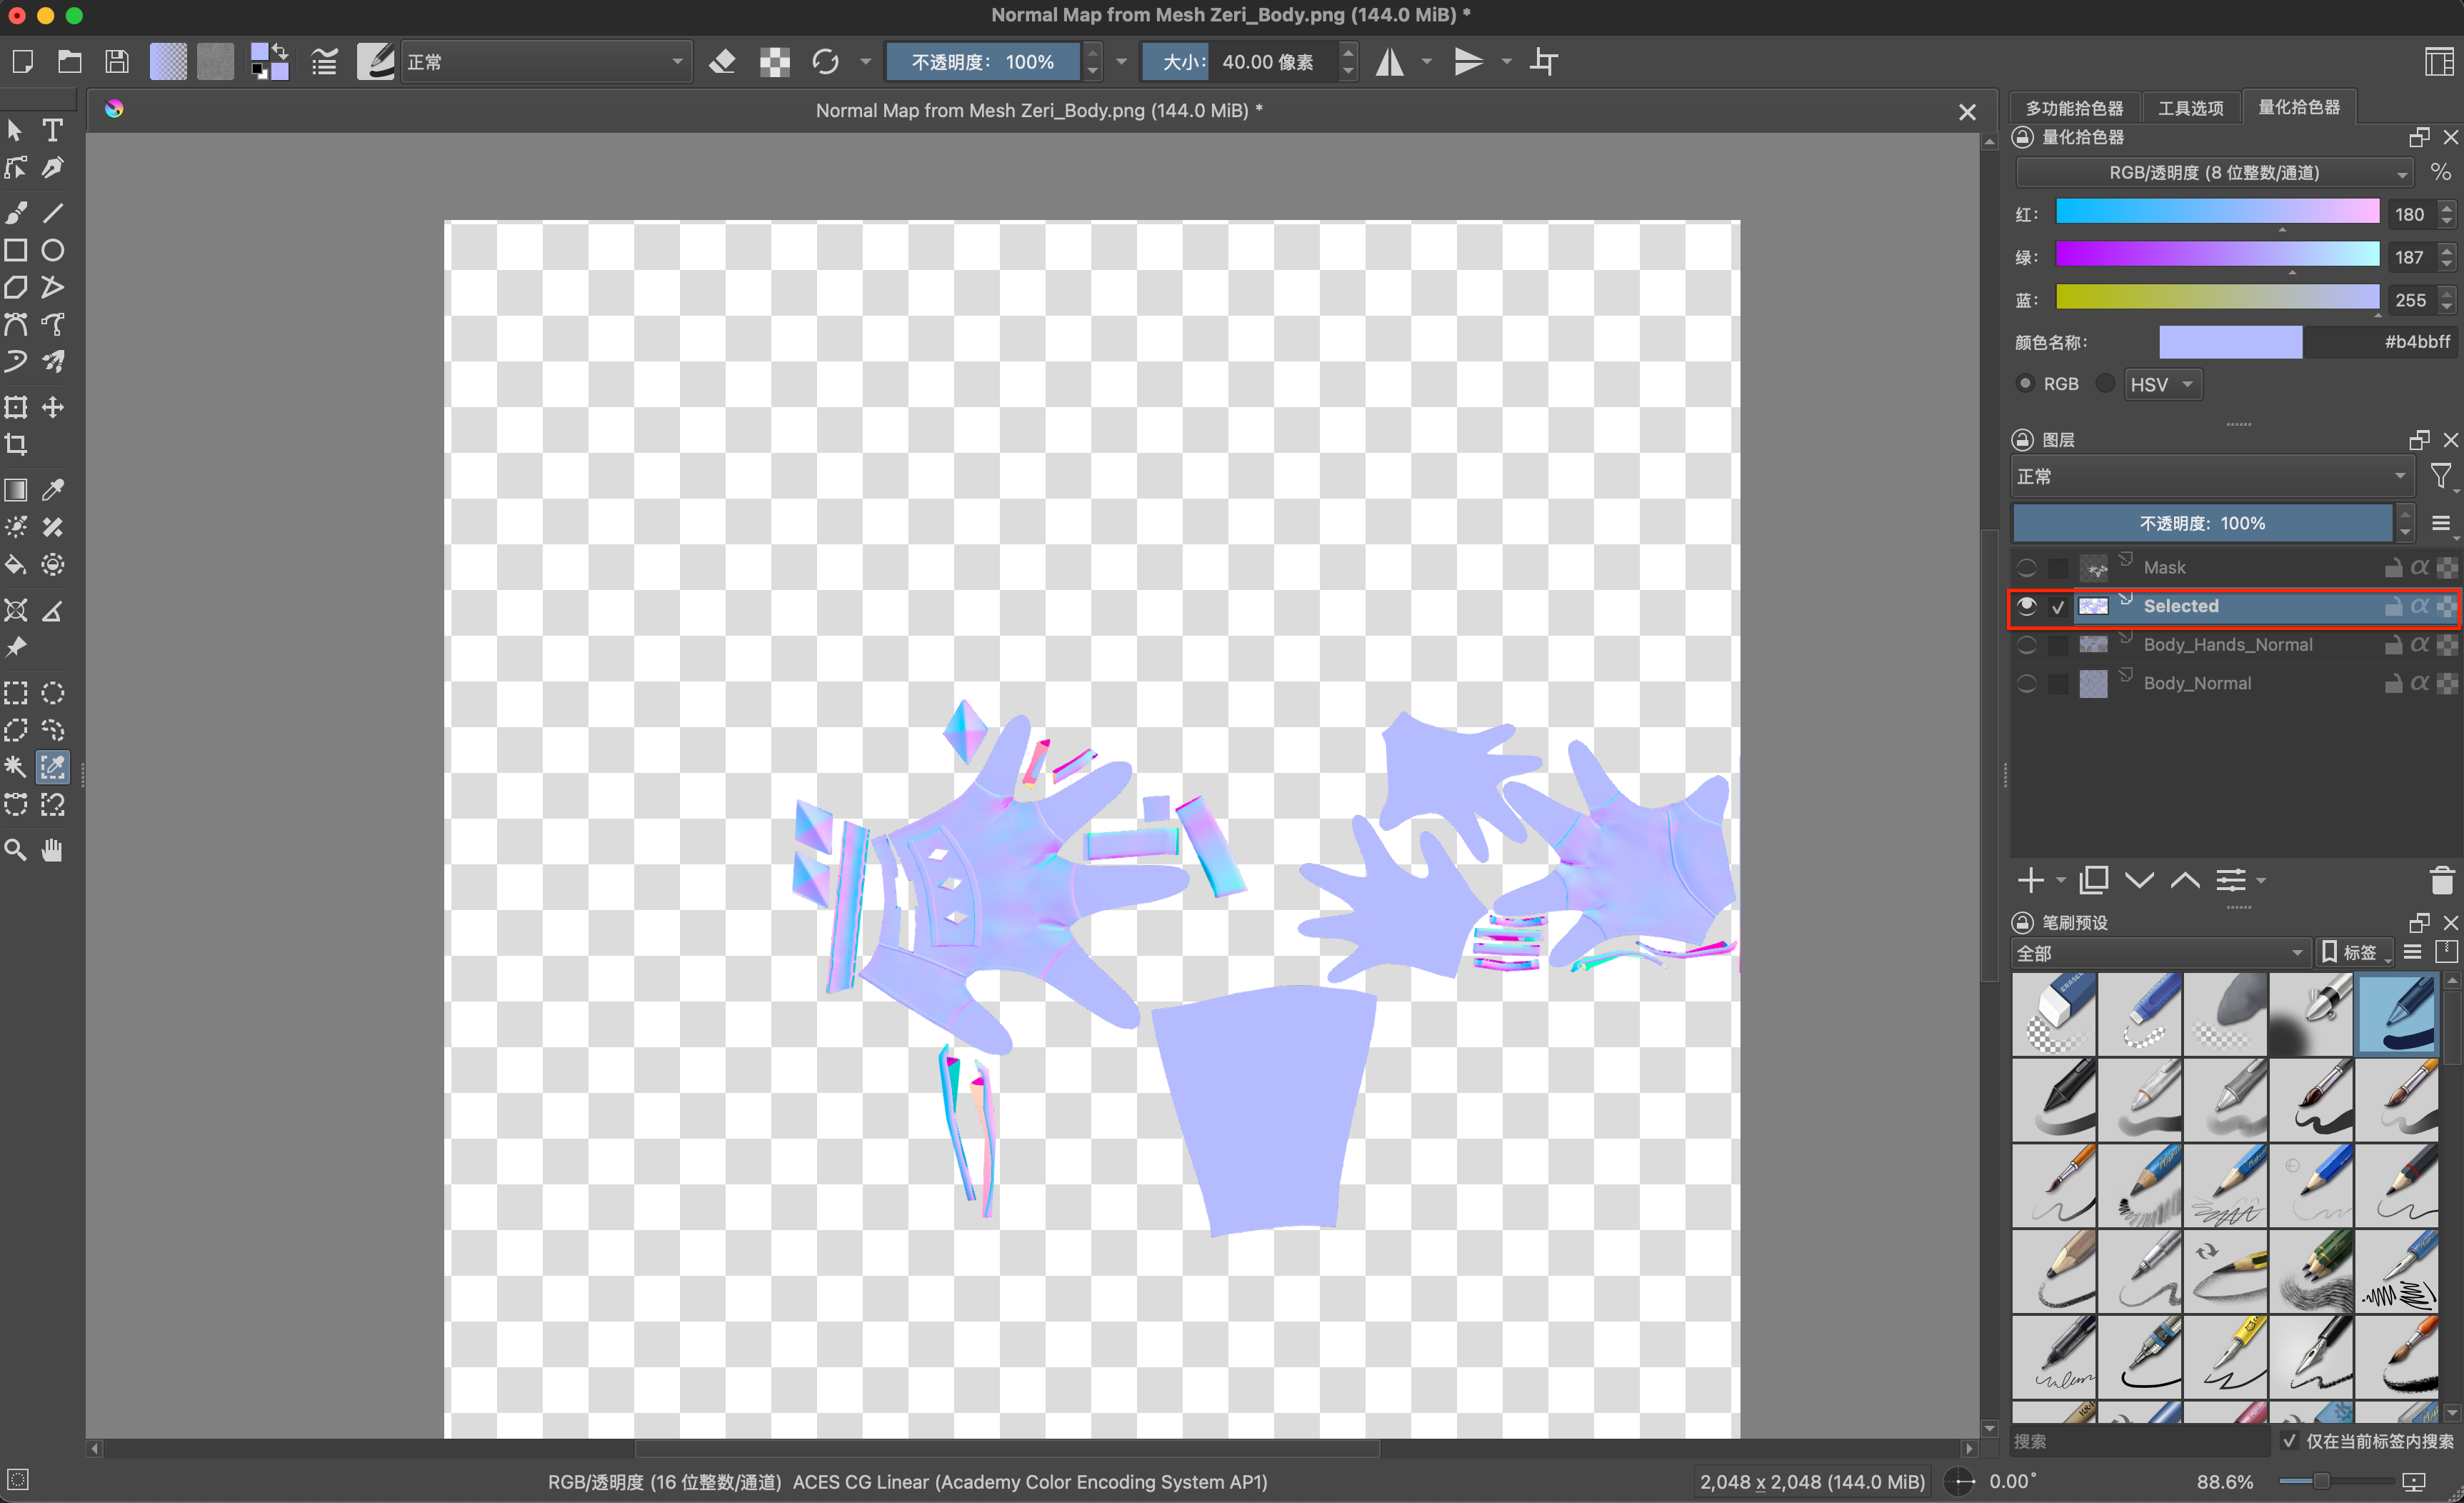 Normal Map from Mesh Zeri_Body.png (144.0 MiB) *
正常
不透明度: 100%
大小: 40.00 像素
Normal Map from Mesh Zeri_Body.png (144.0 MiB) *
多功能拾色器
工具选项
量化拾色器
量化拾色器
RGB/透明度 (8 位整数/通道)
%
红:
180
绿:
187
蓝:
255
颜色名称:
#b4bbff
RGB
HSV
图层
正常
不透明度: 100%
Mask
Selected
Body_Hands_Normal
Body_Normal
笔刷预设
全部
标签
ERASER
搜索
仅在当前标签内搜索
RGB/透明度 (16 位整数/通道) ACES CG Linear (Academy Color Encoding System AP1)
2,048 x 2,048 (144.0 MiB)
0.00°
88.6%